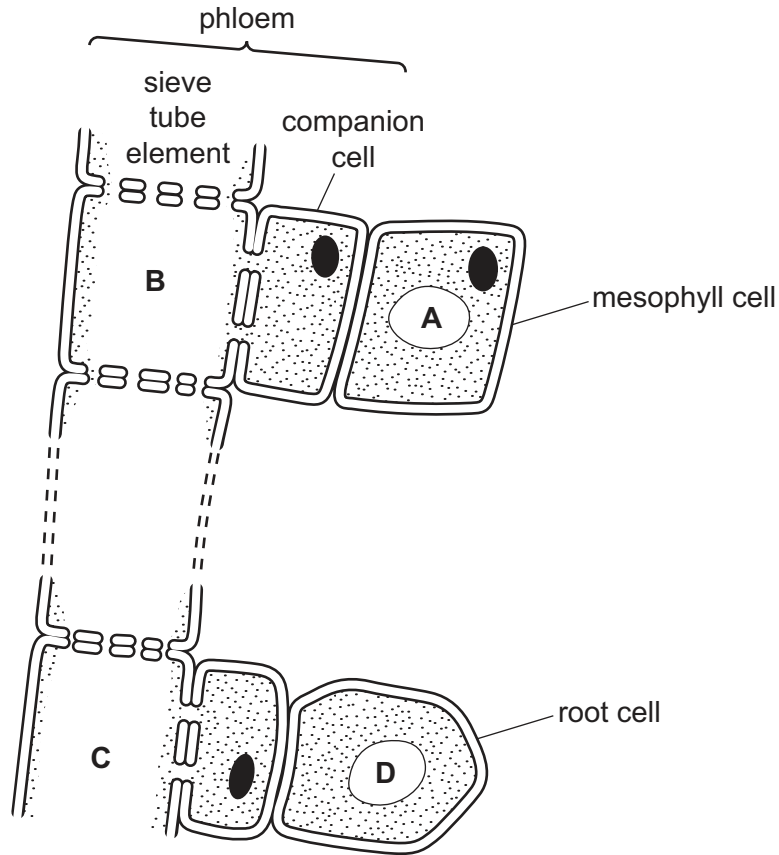 phloem
sieve
tube
element
companion
cell
B
A
mesophyll cell
root cell
C
D